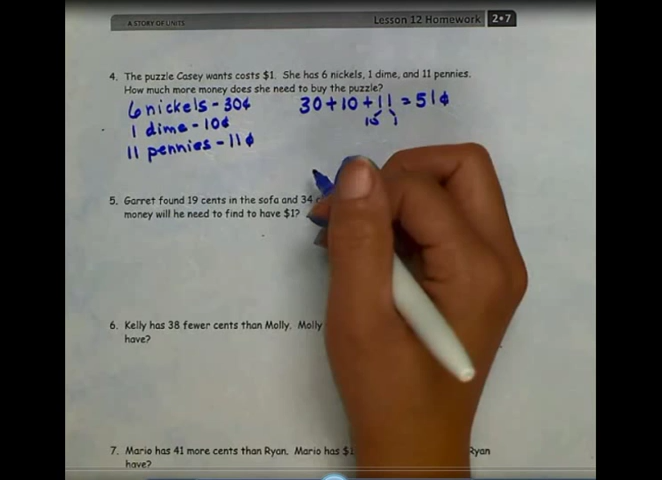 A STORY OF UNITS
Lesson 12 Homework 2•7
4. The puzzle Casey wants costs $1. She has 6 nickels, 1 dime, and 11 pennies.
How much more money does she need to buy the puzzle?
6 nickels - 30¢ 30 + 10 + 11 = 51¢
1 dime - 10¢ 10 1
11 pennies - 11¢
5. Garret found 19 cents in the sofa and 34
money will he need to find to have $1?
6. Kelly has 38 fewer cents than Molly. Molly
have?
7. Mario has 41 more cents than Ryan. Mario has $1 Ryan
have?